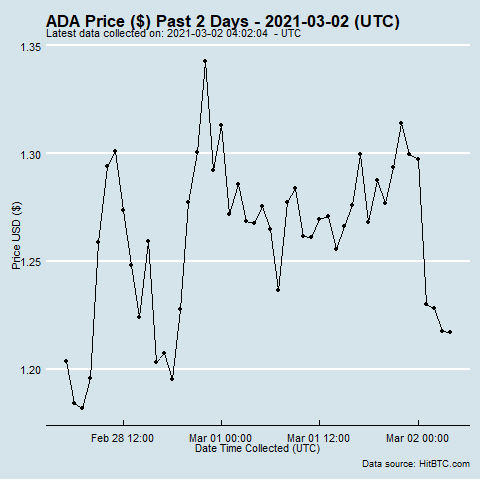 ADA Price ($) Past 2 Days - 2021-03-02 (UTC)
Latest data collected on: 2021-03-02 04:02:04 - UTC
1.35
1.30
1.25
1.20
Price USD ($)
Feb 28 12:00
Mar 01 00:00
Mar 01 12:00
Mar 02 00:00
Date Time Collected (UTC)
Data source: HitBTC.com